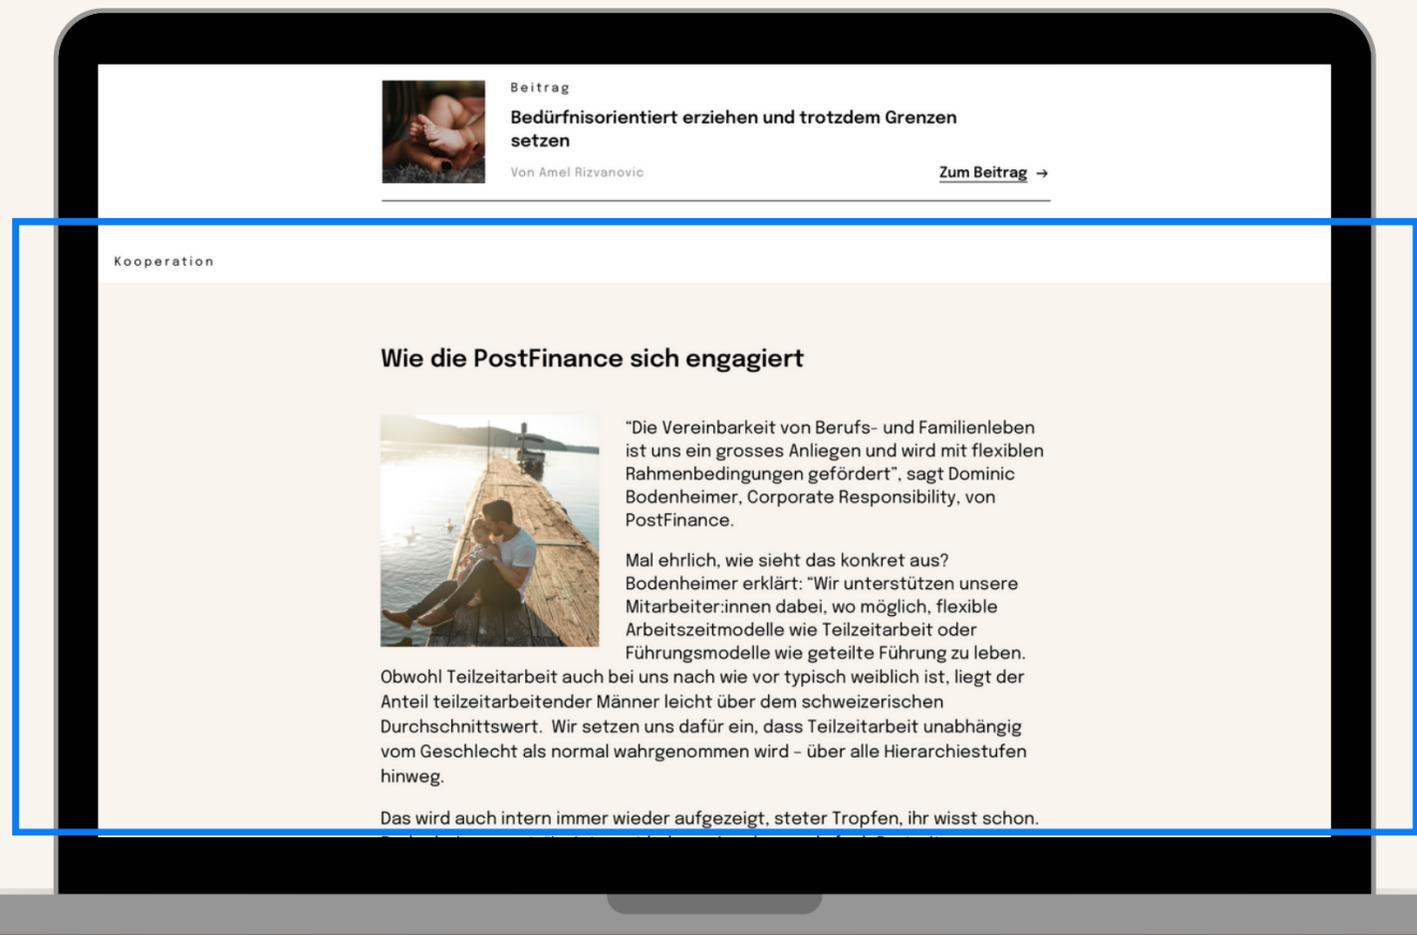 Beitrag
Bedürfnisorientiert erziehen und trotzdem Grenzen
setzen
Von Amel Rizvanovic
Zum Beitrag →
Kooperation
Wie die PostFinance sich engagiert
“Die Vereinbarkeit von Berufs- und Familienleben
ist uns ein grosses Anliegen und wird mit flexiblen
Rahmenbedingungen gefördert”, sagt Dominic
Bodenheimer, Corporate Responsibility, von
PostFinance.
Mal ehrlich, wie sieht das konkret aus?
Bodenheimer erklärt: “Wir unterstützen unsere
Mitarbeiter:innen dabei, wo möglich, flexible
Arbeitszeitmodelle wie Teilzeitarbeit oder
Führungsmodelle wie geteilte Führung zu leben.
Obwohl Teilzeitarbeit auch bei uns nach wie vor typisch weiblich ist, liegt der
Anteil teilzeitarbeitender Männer leicht über dem schweizerischen
Durchschnittswert.  Wir setzen uns dafür ein, dass Teilzeitarbeit unabhängig
vom Geschlecht als normal wahrgenommen wird – über alle Hierarchiestufen
hinweg.
Das wird auch intern immer wieder aufgezeigt, steter Tropfen, ihr wisst schon.